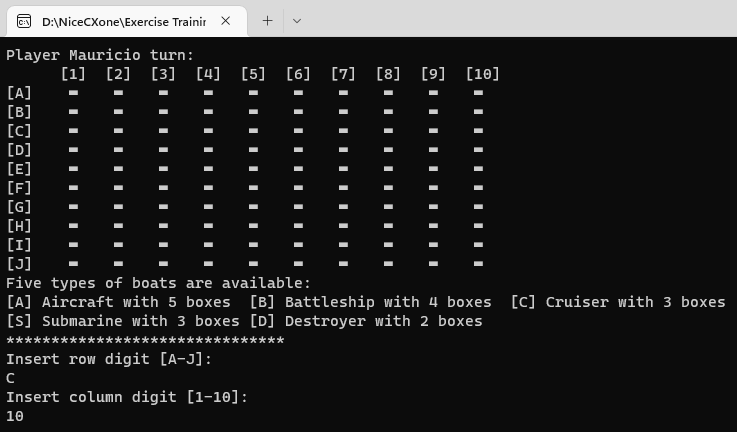 D:\NiceCXone\Exercise Trainir
Player Mauricio turn:
[1] [2] [3] [4] [5] [6] [7] [8] [9] [10]
[A] - - - - - - - - - -
[B] - - - - - - - - - -
[C] - - - - - - - - - -
[D] - - - - - - - - - -
[E] - - - - - - - - - -
[F] - - - - - - - - - -
[G] - - - - - - - - - -
[H] - - - - - - - - - -
[I] - - - - - - - - - -
[J] - - - - - - - - - -
Five types of boats are available:
[A] Aircraft with 5 boxes [B] Battleship with 4 boxes [C] Cruiser with 3 boxes
[S] Submarine with 3 boxes [D] Destroyer with 2 boxes
*******************************
Insert row digit [A-J]:
C
Insert column digit [1-10]:
10